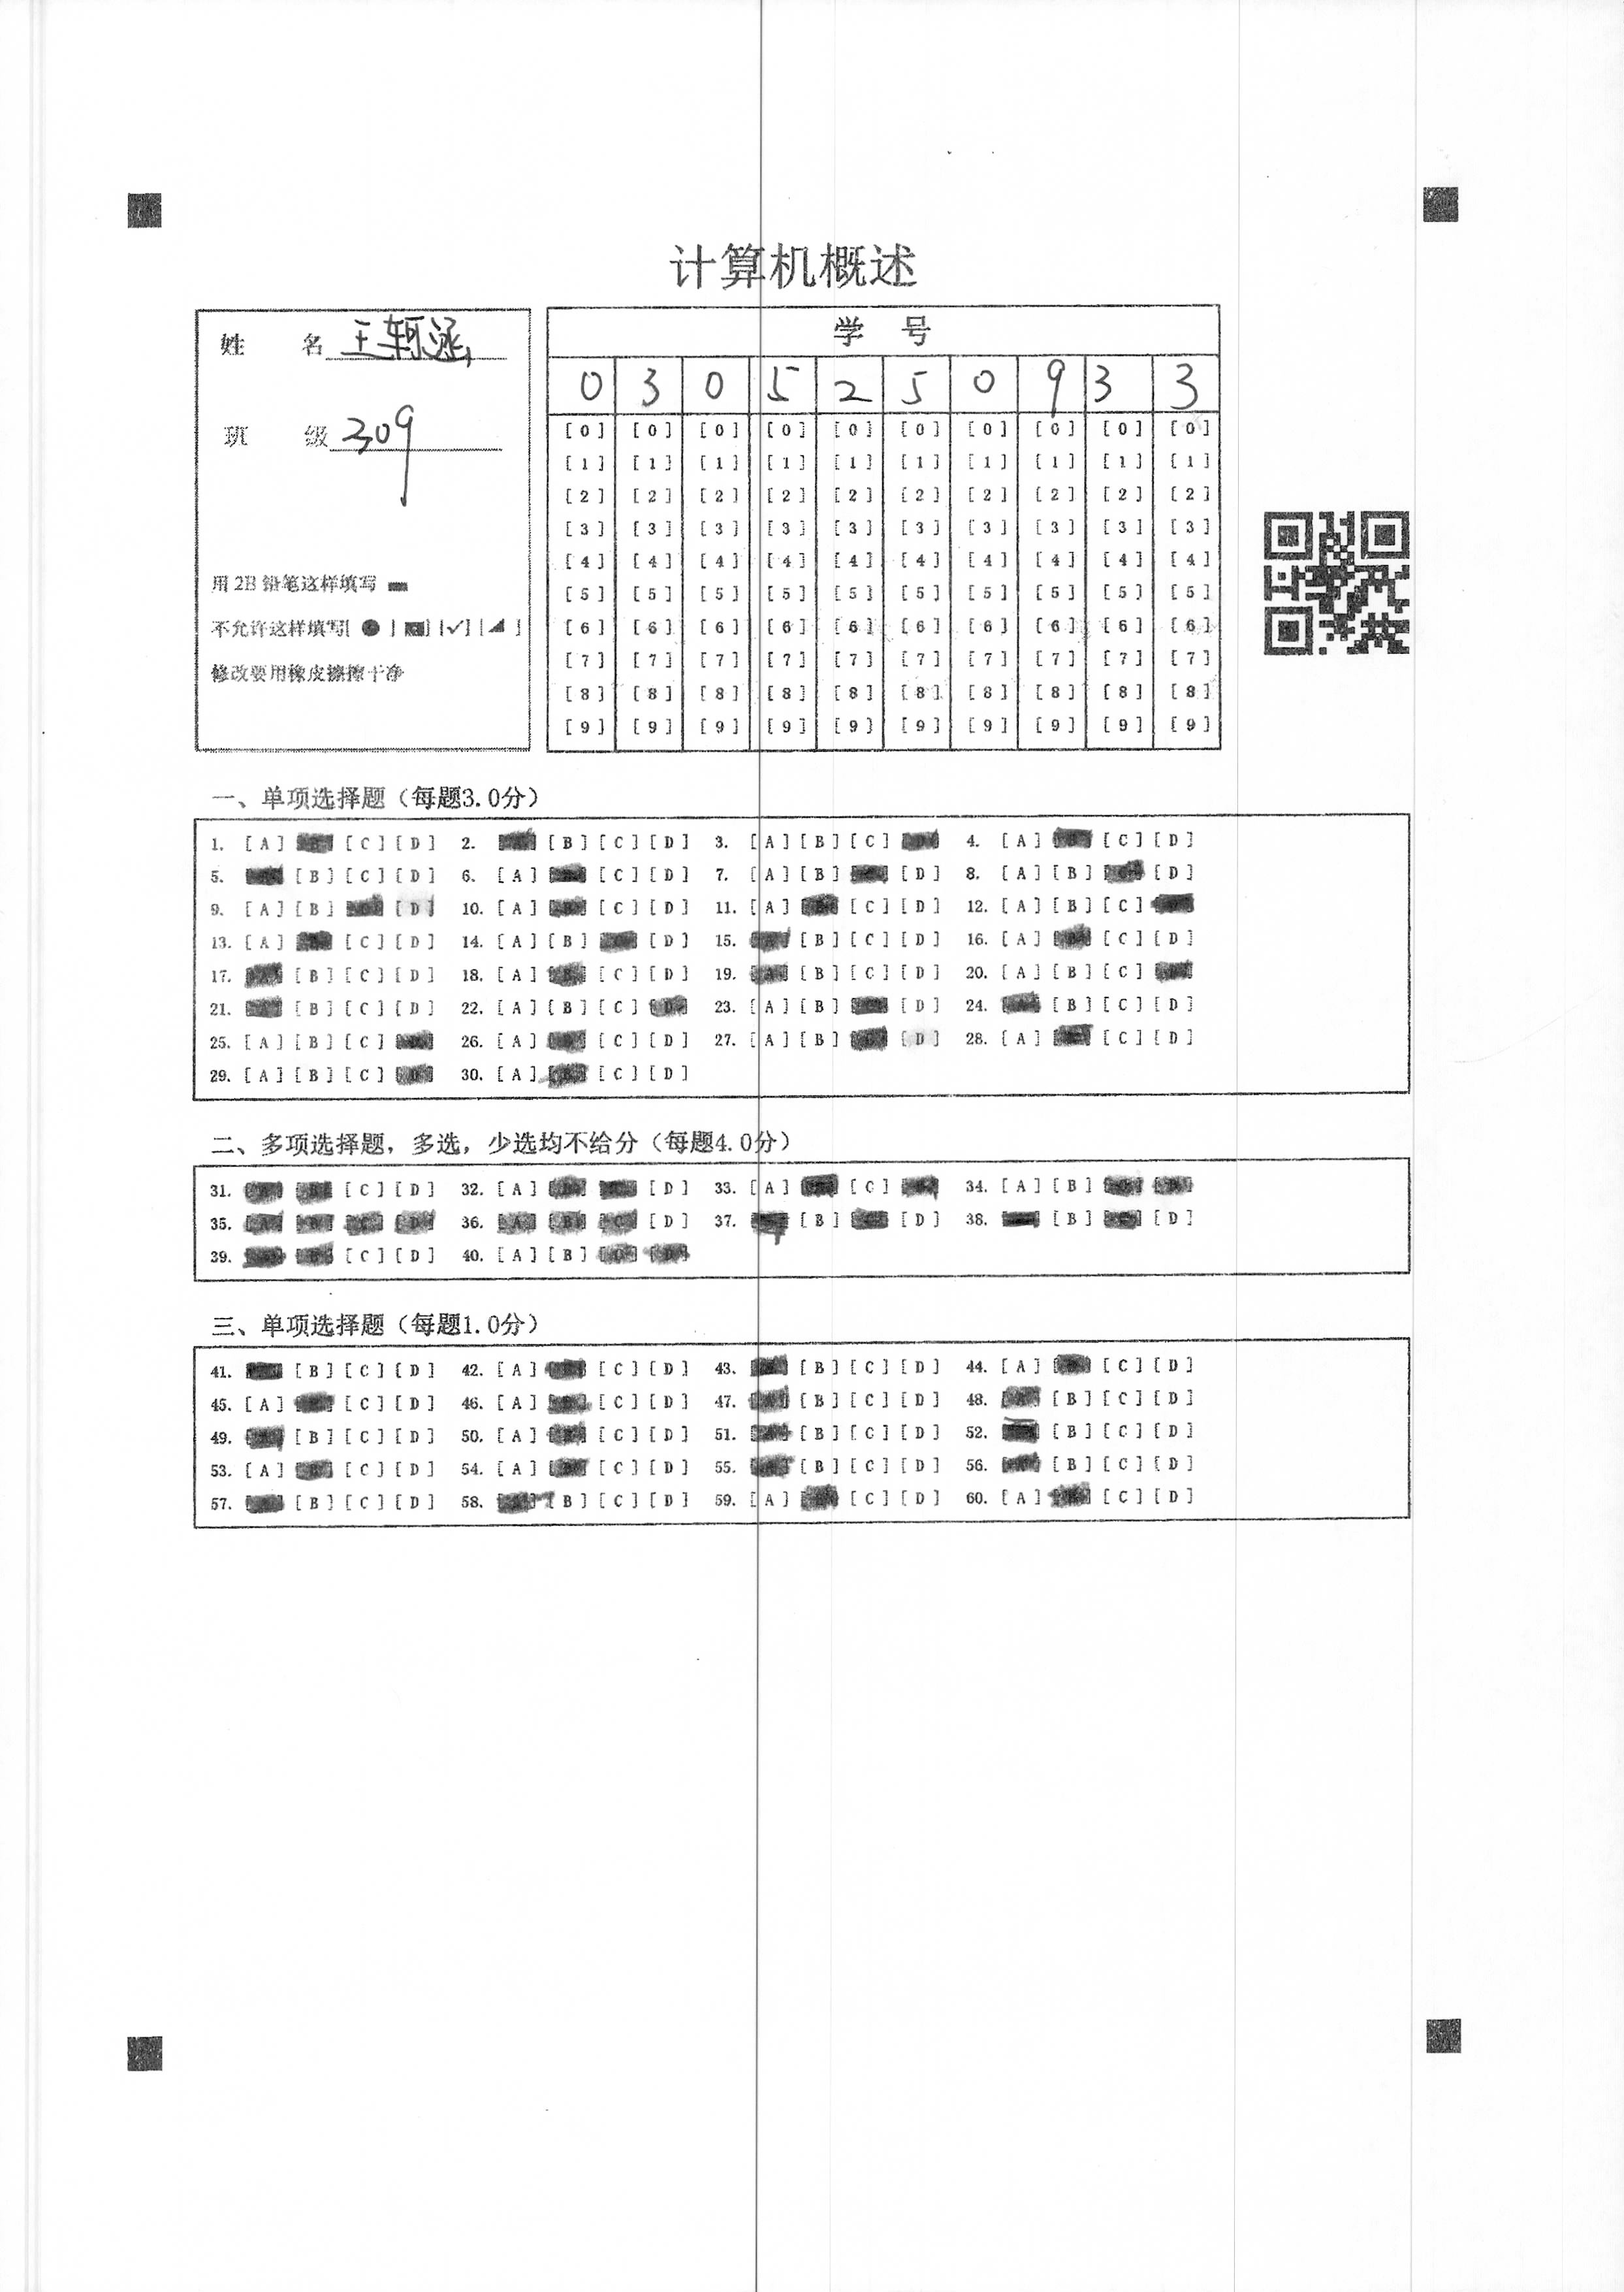 计算机概述
姓 名 王轲涵
班 级 309
用 2B 铅笔这样填写
不允许这样填写[ ● ] [ ] [✓] [◢ ]
修改要用橡皮擦擦干净
学 号
0 3 0 5 2 5 0 9 3 3
[0] [0] [0] [0] [0] [0] [0] [0] [0] [0]
[1] [1] [1] [1] [1] [1] [1] [1] [1] [1]
[2] [2] [2] [2] [2] [2] [2] [2] [2] [2]
[3] [3] [3] [3] [3] [3] [3] [3] [3] [3]
[4] [4] [4] [4] [4] [4] [4] [4] [4] [4]
[5] [5] [5] [5] [5] [5] [5] [5] [5] [5]
[6] [6] [6] [6] [6] [6] [6] [6] [6] [6]
[7] [7] [7] [7] [7] [7] [7] [7] [7] [7]
[8] [8] [8] [8] [8] [8] [8] [8] [8] [8]
[9] [9] [9] [9] [9] [9] [9] [9] [9] [9]
一、单项选择题（每题3.0分）
1. [A] [C] [D] 2. [B] [C] [D] 3. [A] [B] [C] 4. [A] [C] [D]
5. [B] [C] [D] 6. [A] [C] [D] 7. [A] [B] [D] 8. [A] [B] [D]
9. [A] [B] [D] 10. [A] [C] [D] 11. [A] [C] [D] 12. [A] [B] [C]
13. [A] [C] [D] 14. [A] [B] [D] 15. [B] [C] [D] 16. [A] [C] [D]
17. [B] [C] [D] 18. [A] [C] [D] 19. [B] [C] [D] 20. [A] [B] [C]
21. [B] [C] [D] 22. [A] [B] [C] 23. [A] [B] [D] 24. [B] [C] [D]
25. [A] [B] [C] 26. [A] [C] [D] 27. [A] [B] [D] 28. [A] [C] [D]
29. [A] [B] [C] 30. [A] [C] [D]
二、多项选择题，多选，少选均不给分（每题4.0分）
31. [C] [D] 32. [A] [D] 33. [A] [C] 34. [A] [B]
35. [A] [B] [C] [D] 36. [A] [B] [C] [D] 37. [B] [D] 38. [B] [D]
39. [C] [D] 40. [A] [B]
三、单项选择题（每题1.0分）
41. [B] [C] [D] 42. [A] [C] [D] 43. [B] [C] [D] 44. [A] [C] [D]
45. [A] [C] [D] 46. [A] [C] [D] 47. [B] [C] [D] 48. [B] [C] [D]
49. [B] [C] [D] 50. [A] [C] [D] 51. [B] [C] [D] 52. [B] [C] [D]
53. [A] [C] [D] 54. [A] [C] [D] 55. [B] [C] [D] 56. [B] [C] [D]
57. [B] [C] [D] 58. [B] [C] [D] 59. [A] [C] [D] 60. [A] [C] [D]